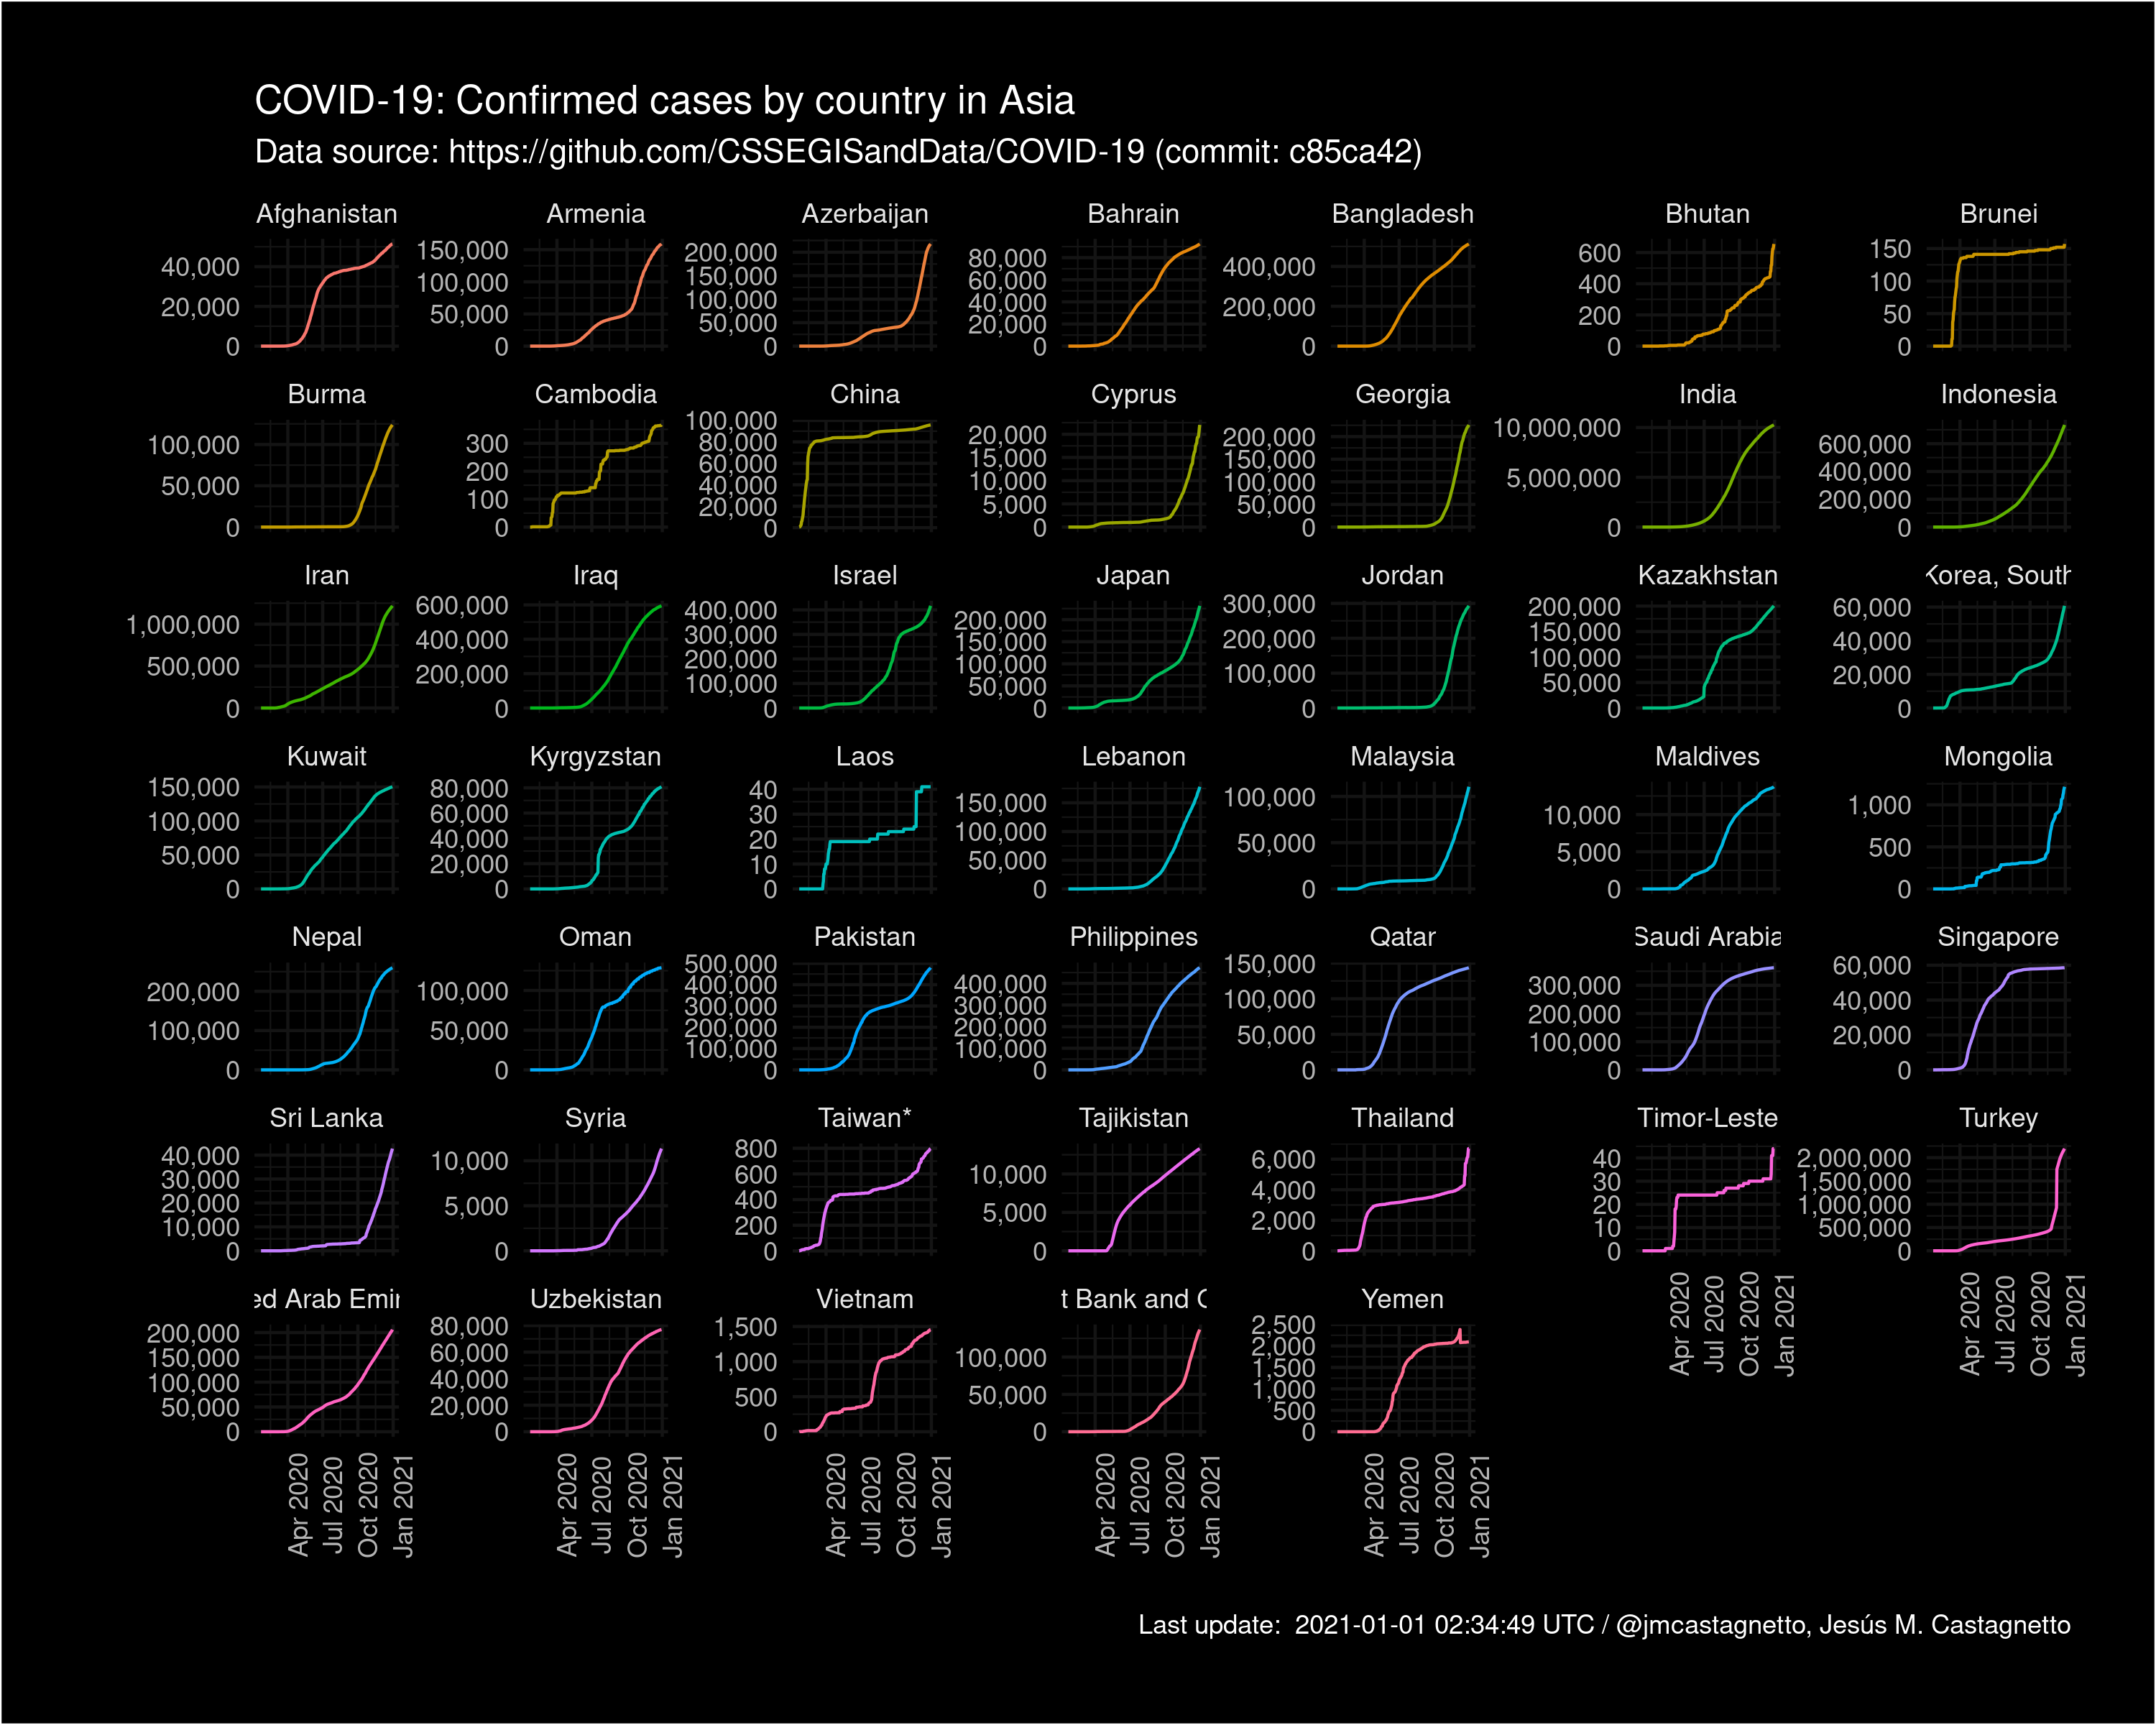 COVID-19: Confirmed cases by country in Asia
Data source: https://github.com/CSSEGISandData/COVID-19 (commit: c85ca42)
Afghanistan
40,000
20,000
0
Armenia
150,000
100,000
50,000
0
Azerbaijan
200,000
150,000
100,000
50,000
0
Bahrain
80,000
60,000
40,000
20,000
0
Bangladesh
400,000
200,000
0
Bhutan
600
400
200
0
Brunei
150
100
50
0
Burma
100,000
50,000
0
Cambodia
300
200
100
0
China
100,000
80,000
60,000
40,000
20,000
0
Cyprus
20,000
15,000
10,000
5,000
0
Georgia
200,000
150,000
100,000
50,000
0
India
10,000,000
5,000,000
0
Indonesia
600,000
400,000
200,000
0
Iran
1,000,000
500,000
0
Iraq
600,000
400,000
200,000
0
Israel
400,000
300,000
200,000
100,000
0
Japan
200,000
150,000
100,000
50,000
0
Jordan
300,000
200,000
100,000
0
Kazakhstan
200,000
150,000
100,000
50,000
0
Korea, South
60,000
40,000
20,000
0
Kuwait
150,000
100,000
50,000
0
Kyrgyzstan
80,000
60,000
40,000
20,000
0
Laos
40
30
20
10
0
Lebanon
150,000
100,000
50,000
0
Malaysia
100,000
50,000
0
Maldives
10,000
5,000
0
Mongolia
1,000
500
0
Nepal
200,000
100,000
0
Oman
100,000
50,000
0
Pakistan
500,000
400,000
300,000
200,000
100,000
0
Philippines
400,000
300,000
200,000
100,000
0
Qatar
150,000
100,000
50,000
0
Saudi Arabia
300,000
200,000
100,000
0
Singapore
60,000
40,000
20,000
0
Sri Lanka
40,000
30,000
20,000
10,000
0
Syria
10,000
5,000
0
Taiwan*
800
600
400
200
0
Tajikistan
10,000
5,000
0
Thailand
6,000
4,000
2,000
0
Timor-Leste
40
30
20
10
0
Apr 2020
Jul 2020
Oct 2020
Jan 2021
Turkey
2,000,000
1,500,000
1,000,000
500,000
0
Apr 2020
Jul 2020
Oct 2020
Jan 2021
ed Arab Emir
200,000
150,000
100,000
50,000
0
Apr 2020
Jul 2020
Oct 2020
Jan 2021
Uzbekistan
80,000
60,000
40,000
20,000
0
Apr 2020
Jul 2020
Oct 2020
Jan 2021
Vietnam
1,500
1,000
500
0
Apr 2020
Jul 2020
Oct 2020
Jan 2021
t Bank and G
100,000
50,000
0
Apr 2020
Jul 2020
Oct 2020
Jan 2021
Yemen
2,500
2,000
1,500
1,000
500
0
Apr 2020
Jul 2020
Oct 2020
Jan 2021
Last update:  2021-01-01 02:34:49 UTC / @jmcastagnetto, Jesús M. Castagnetto